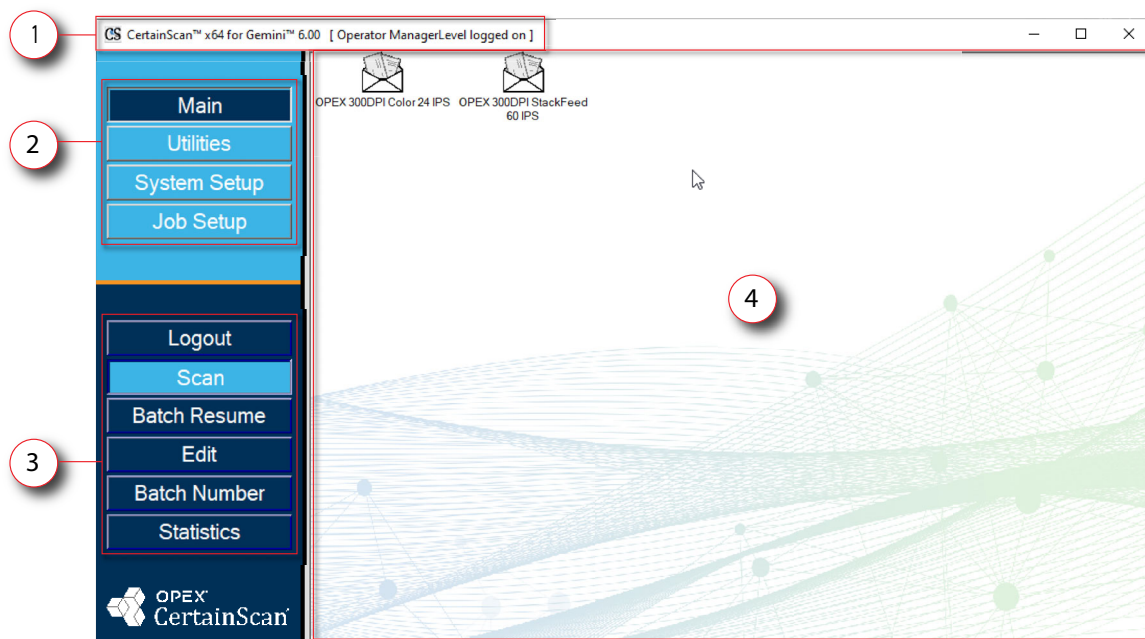 1
CS CertainScan™ x64 for Gemini™ 6.00 [ Operator ManagerLevel logged on ]
2
Main
Utilities
System Setup
Job Setup
OPEX 300DPI Color 24 IPS
OPEX 300DPI StackFeed
60 IPS
4
3
Logout
Scan
Batch Resume
Edit
Batch Number
Statistics
OPEX
CertainScan